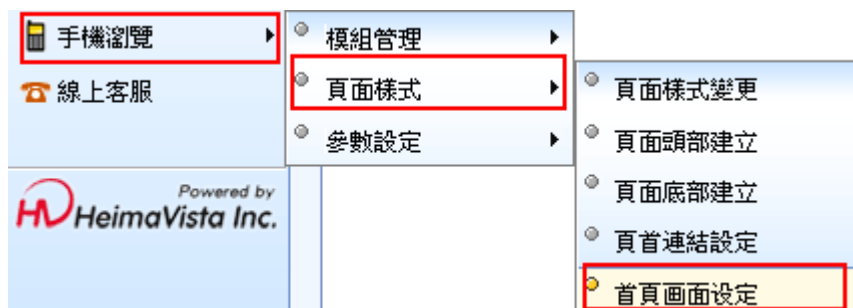 手機瀏覽
線上客服
Powered by
HeimaVista Inc.
模組管理
頁面樣式
參數設定
頁面樣式變更
頁面頭部建立
頁面底部建立
頁首連結設定
首頁画面设定